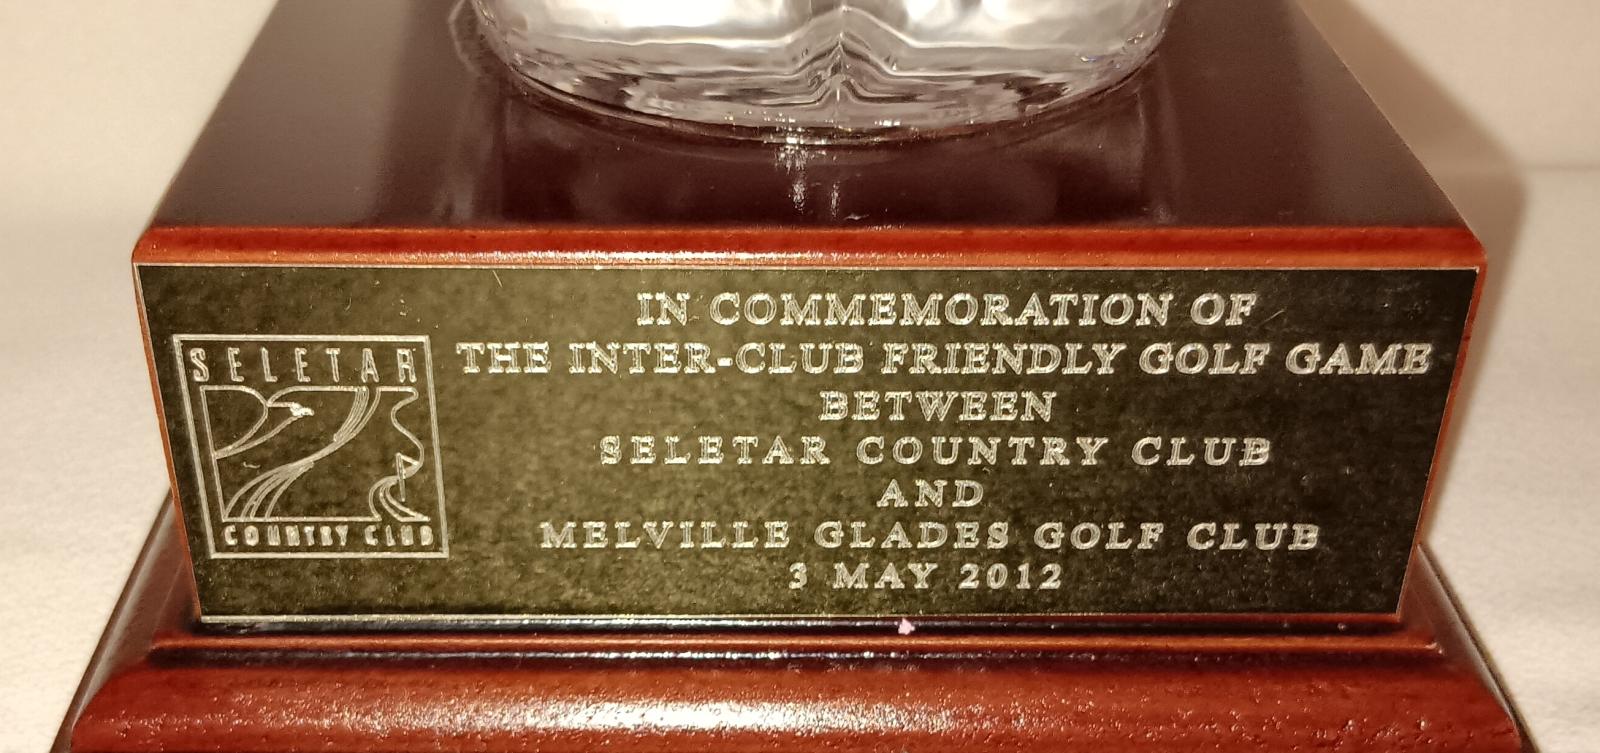 SELETAR
COUNTRY CLUB
IN COMMEMORATION OF
THE INTER-CLUB FRIENDLY GOLF GAME
BETWEEN
SELETAR COUNTRY CLUB
AND
MELVILLE GLADES GOLF CLUB
3 MAY 2012